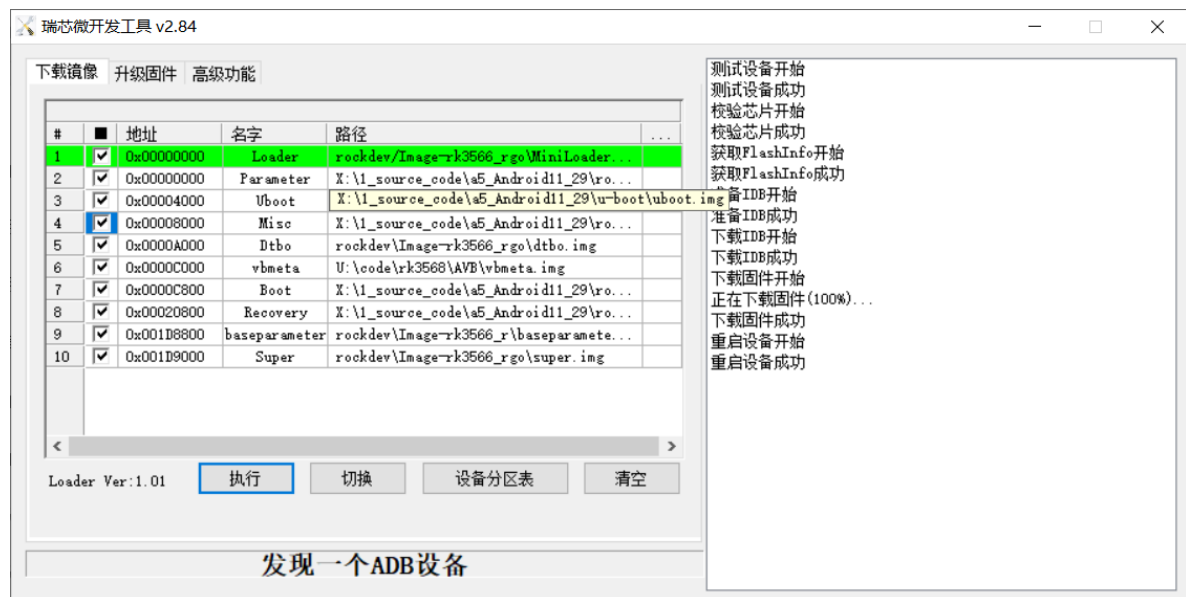 瑞芯微开发工具 v2.84
下载镜像 升级固件 高级功能
# 地址 名字 路径 ...
1 0x00000000 Loader rockdev/Image-rk3566_rgo\MiniLoader...
2 0x00000000 Parameter X:\1_source_code\a5_Android11_29\ro...
3 0x00004000 Uboot X:\1_source_code\a5_Android11_29\u-boot\uboot.img
4 0x00008000 Misc X:\1_source_code\a5_Android11_29\ro...
5 0x0000A000 Dtbo rockdev\Image-rk3566_rgo\dtbo.img
6 0x0000C000 vbmeta U:\code\rk3568\AVB\vbmeta.img
7 0x0000C800 Boot X:\1_source_code\a5_Android11_29\ro...
8 0x00020800 Recovery X:\1_source_code\a5_Android11_29\ro...
9 0x001D8800 baseparameter rockdev\Image-rk3566_r\baseparamete...
10 0x001D9000 Super rockdev\Image-rk3566_rgo\super.img
Loader Ver:1.01 执行 切换 设备分区表 清空
发现一个ADB设备
测试设备开始
测试设备成功
校验芯片开始
校验芯片成功
获取FlashInfo开始
获取FlashInfo成功
备IDB开始
准备IDB成功
下载IDB开始
下载IDB成功
下载固件开始
正在下载固件(100%)...
下载固件成功
重启设备开始
重启设备成功